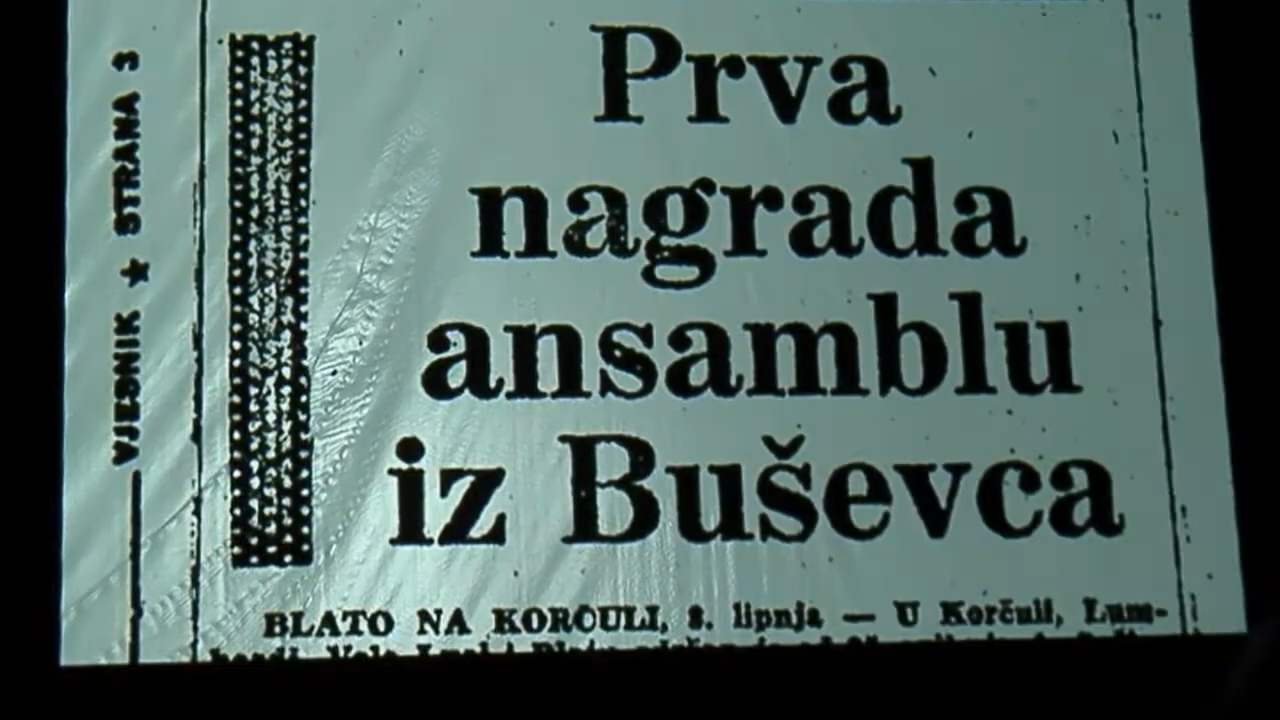 VJESNIK ★ STRANA 3
Prva
nagrada
ansamblu
iz Buševca
BLATO NA KORČULI, 8. lipnja — U Korčuli, Lum-